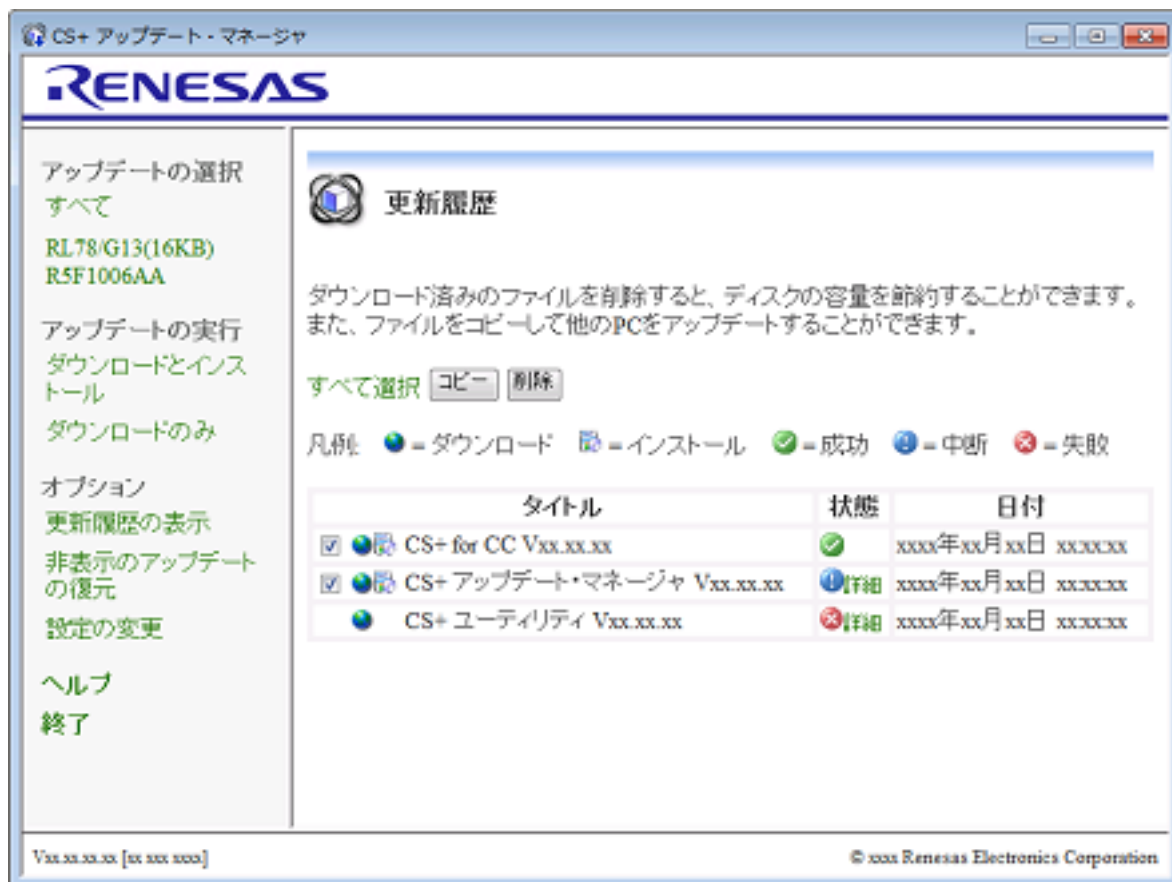 CS+ アップデート・マネージャ
RENESAS
アップデートの選択
すべて
RL78/G13(16KB)
R5F1006AA
アップデートの実行
ダウンロードとインス
トール
ダウンロードのみ
オプション
更新履歴の表示
非表示のアップデート
の復元
設定の変更
ヘルプ
終了
更新履歴
ダウンロード済みのファイルを削除すると、ディスクの容量を節約することができます。
また、ファイルをコピーして他のPCをアップデートすることができます。
すべて選択 コピー 削除
凡例: = ダウンロード = インストール = 成功 = 中断 = 失敗
タイトル 状態 日付
CS+ for CC Vxx.xx.xx xxxx年xx月xx日 xx:xx:xx
CS+ アップデート・マネージャ Vxx.xx.xx 詳細 xxxx年xx月xx日 xx:xx:xx
CS+ ユーティリティ Vxx.xx.xx 詳細 xxxx年xx月xx日 xx:xx:xx
Vxx.xx.xx.xx [xx xxx xxxx]
© xxxx Renesas Electronics Corporation